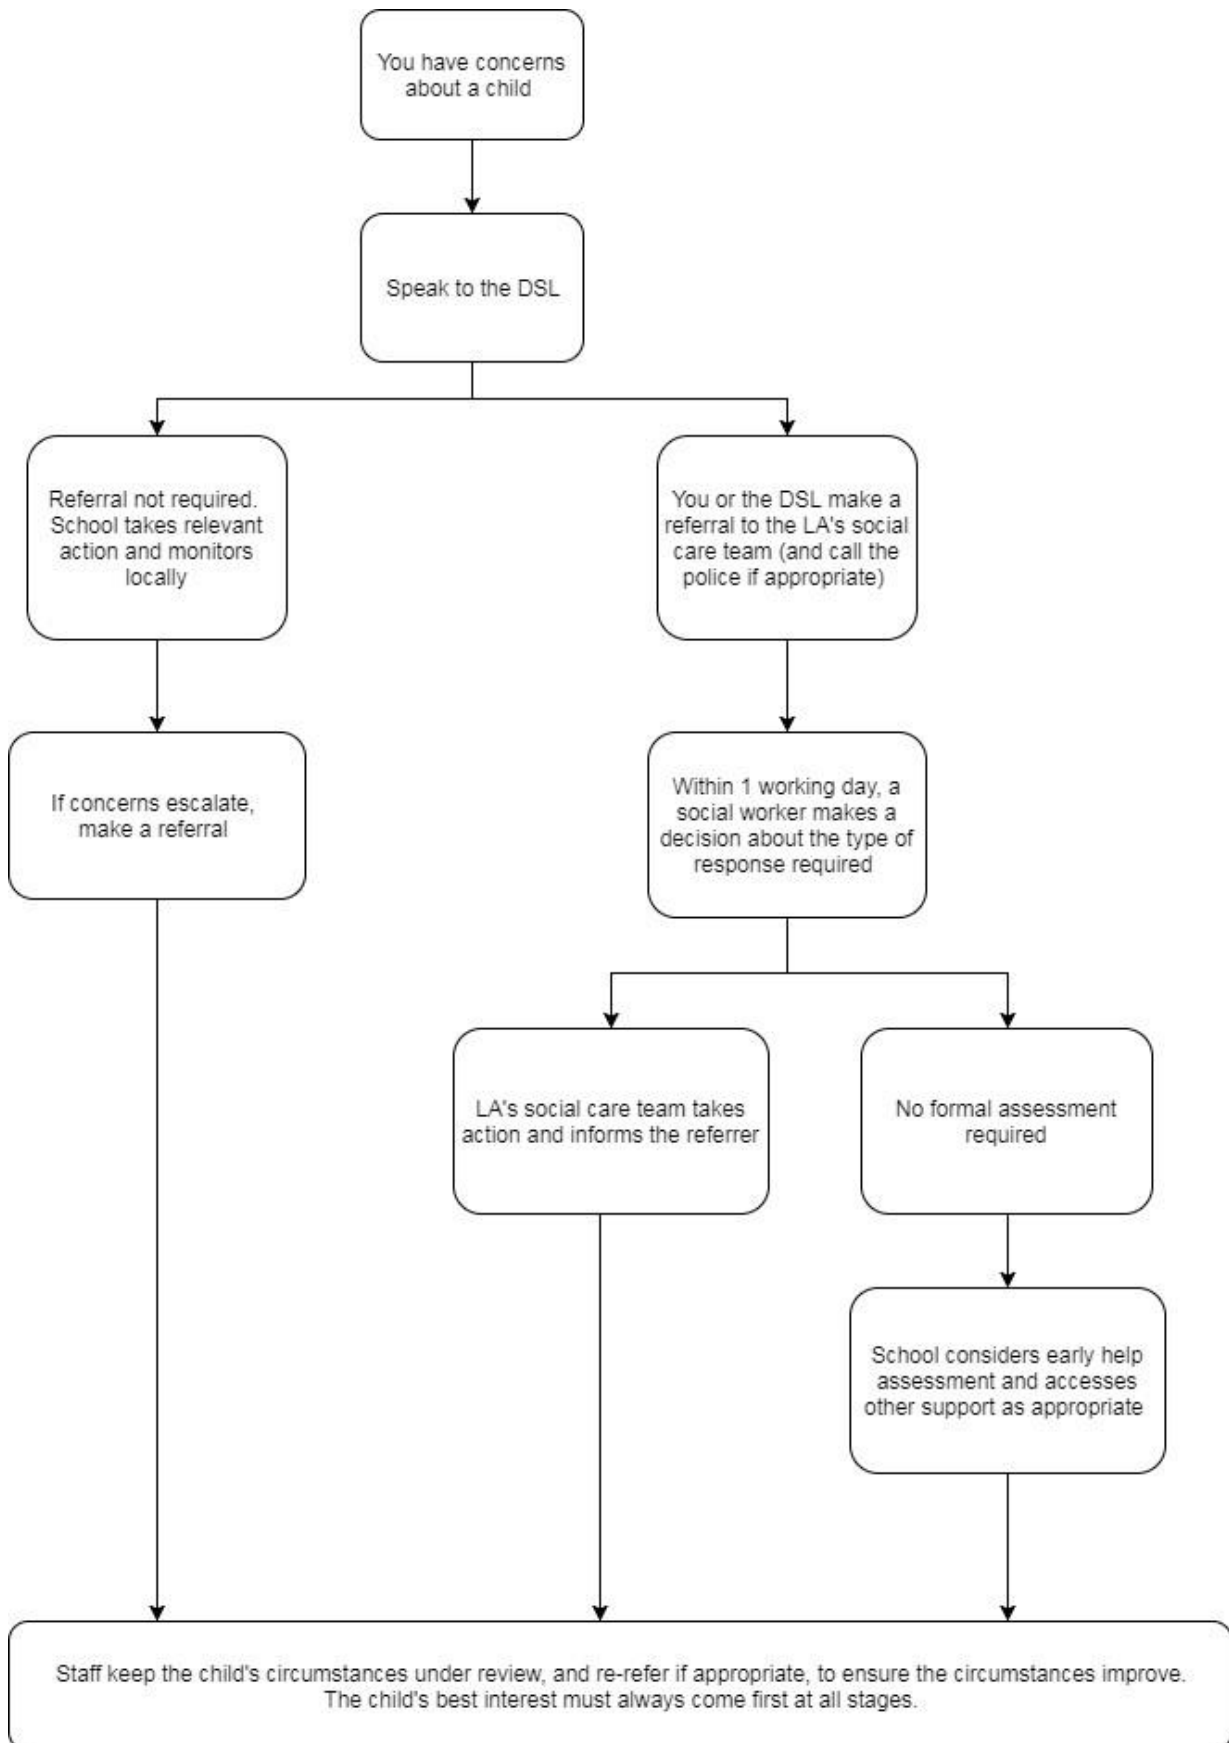 You have concerns
about a child
Speak to the DSL
Referral not required.
School takes relevant
action and monitors
locally
You or the DSL make a
referral to the LA's social
care team (and call the
police if appropriate)
If concerns escalate,
make a referral
Within 1 working day, a
social worker makes a
decision about the type of
response required
LA's social care team takes
action and informs the referrer
No formal assessment
required
School considers early help
assessment and accesses
other support as appropriate
Staff keep the child's circumstances under review, and re-refer if appropriate, to ensure the circumstances improve.
The child's best interest must always come first at all stages.